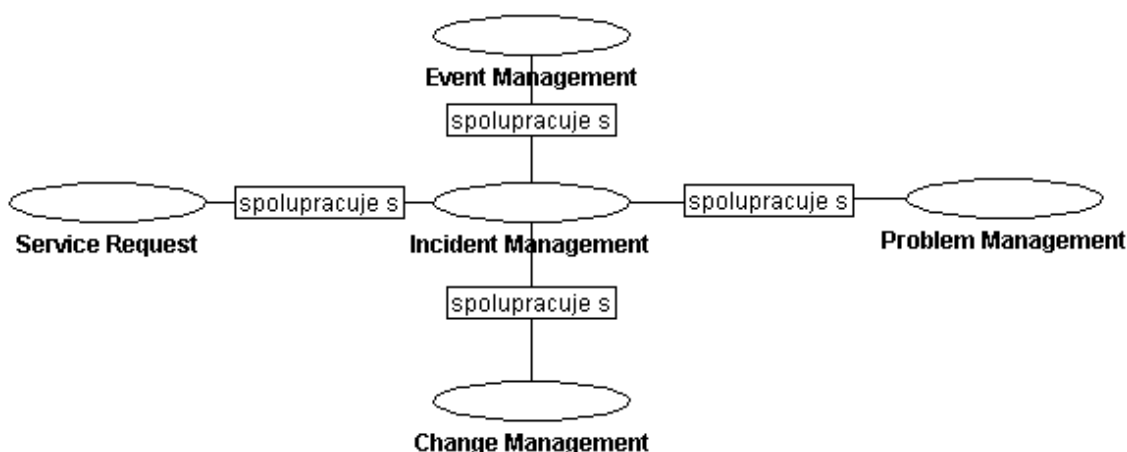 Event Management
spolupracuje s
spolupracuje s
spolupracuje s
Service Request
Incident Management
Problem Management
spolupracuje s
Change Management